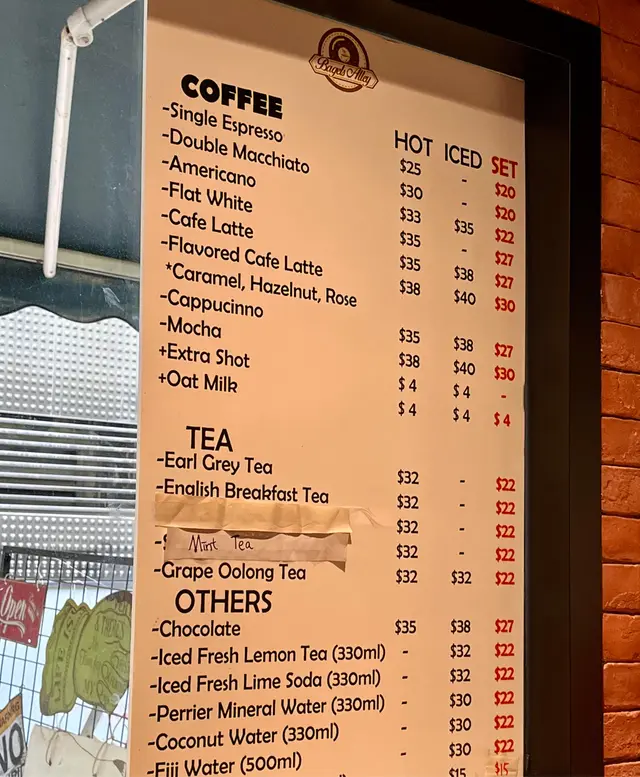 Bagels Alley
COFFEE HOT ICED SET
-Single Espresso $25 - $20
-Double Macchiato $30 - $20
-Americano $33 $35 $22
-Flat White $35 - $27
-Cafe Latte $35 $38 $27
-Flavored Cafe Latte $38 $40 $30
*Caramel, Hazelnut, Rose
-Cappucinno $35 $38 $27
-Mocha $38 $40 $30
+Extra Shot $4 $4 -
+Oat Milk $4 $4 $4
TEA
-Earl Grey Tea $32 - $22
-English Breakfast Tea $32 - $22
$32 - $22
- Mint Tea $32 - $22
-Grape Oolong Tea $32 $32 $22
OTHERS
-Chocolate $35 $38 $27
-Iced Fresh Lemon Tea (330ml) - $32 $22
-Iced Fresh Lime Soda (330ml) - $32 $22
-Perrier Mineral Water (330ml) - $30 $22
-Coconut Water (330ml) - $30 $22
-Fiji Water (500ml) - $30 $22
$15 $15
Open
NO